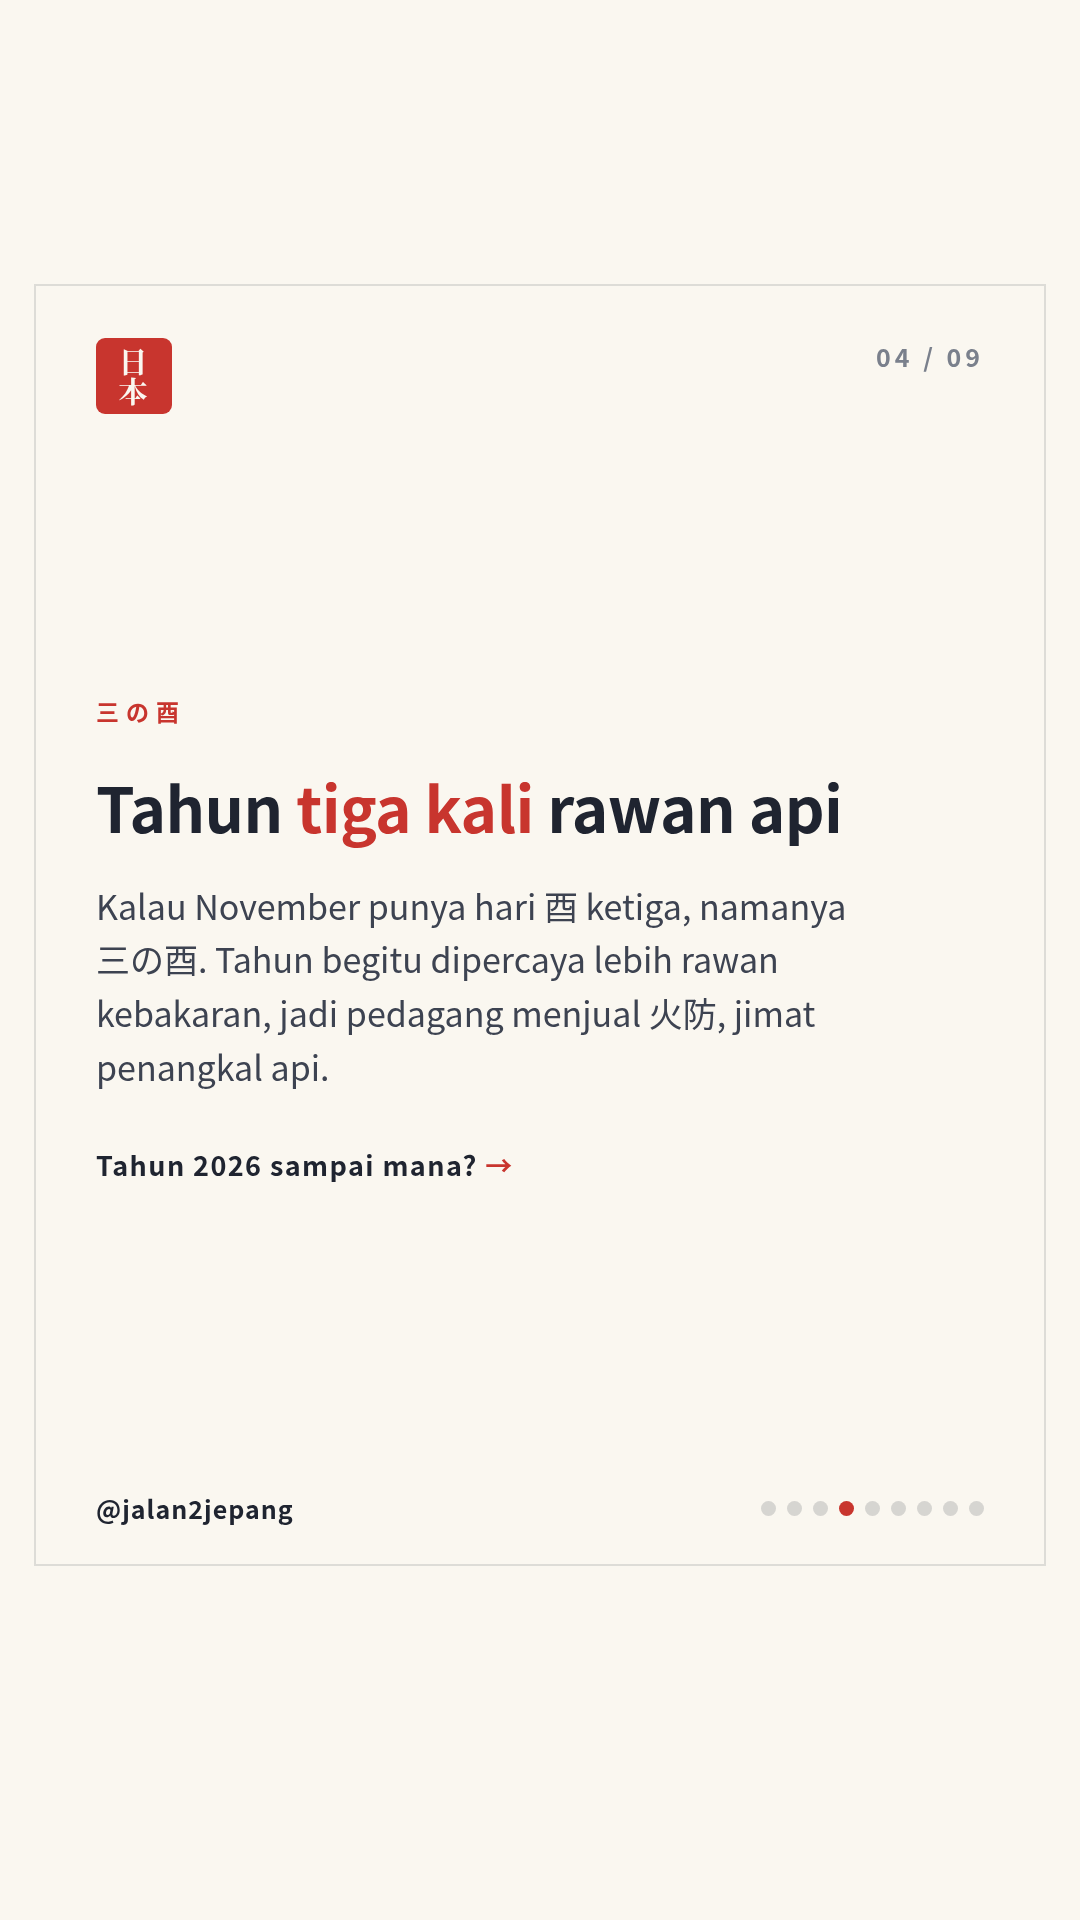 日
本
04 / 09
三の酉
Tahun tiga kali rawan api
Kalau November punya hari 酉 ketiga, namanya
三の酉. Tahun begitu dipercaya lebih rawan
kebakaran, jadi pedagang menjual 火防, jimat
penangkal api.
Tahun 2026 sampai mana? →
@jalan2jepang